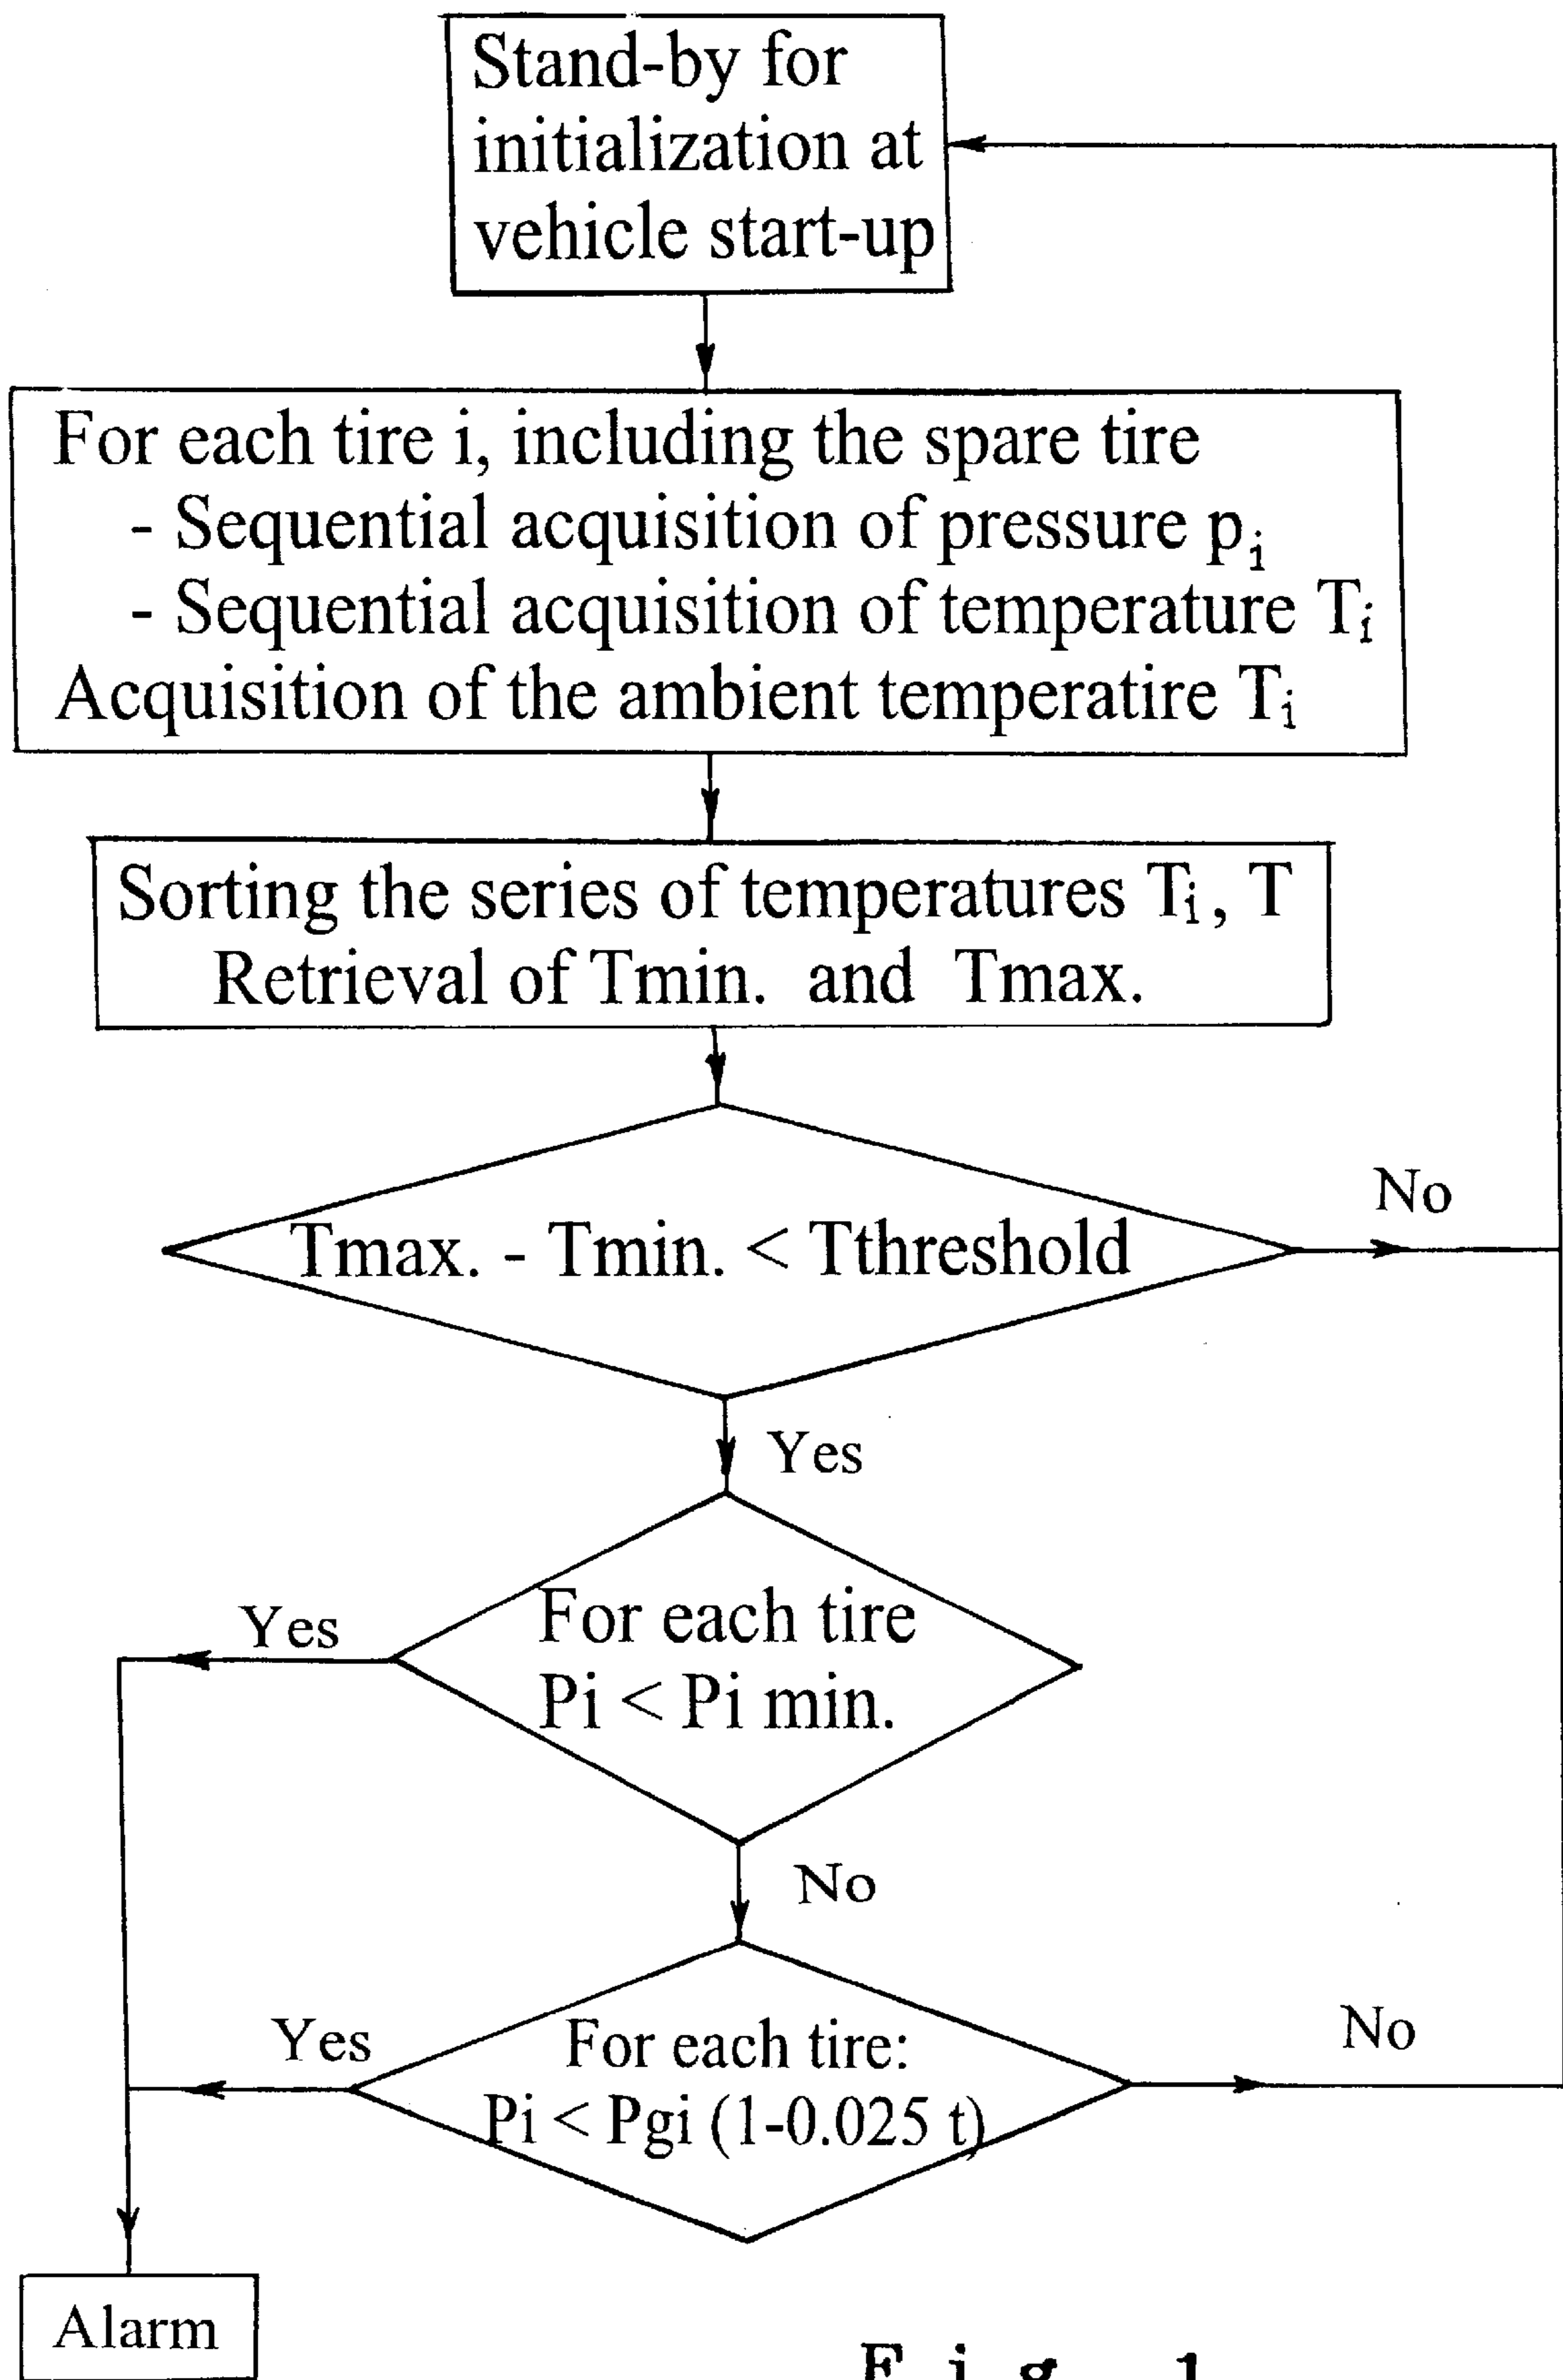 Stand-by for
initialization at
vehicle start-up
For each tire i, including the spare tire
- Sequential acquisition of pressure pᵢ
- Sequential acquisition of temperature Tᵢ
Acquisition of the ambient temperatire Tᵢ
Sorting the series of temperatures Tᵢ, T
Retrieval of Tmin. and Tmax.
No
Tmax. - Tmin. < Tthreshold
Yes
Yes
For each tire
Pi < Pi min.
No
Yes
For each tire:
Pi < Pgi (1-0.025 t)
No
Alarm
Fig. 1